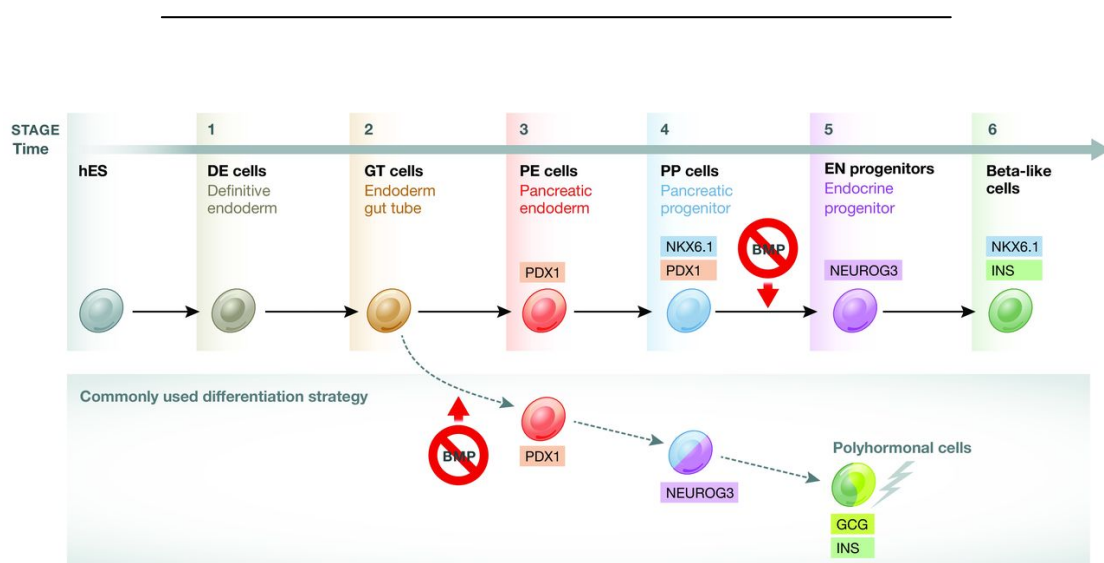 STAGE
Time
1
2
3
4
5
6
hES
DE cells
Definitive
endoderm
GT cells
Endoderm
gut tube
PE cells
Pancreatic
endoderm
PP cells
Pancreatic
progenitor
EN progenitors
Endocrine
progenitor
Beta-like
cells
PDX1
NKX6.1
PDX1
BMP
NEUROG3
NKX6.1
INS
Commonly used differentiation strategy
BMP
PDX1
NEUROG3
Polyhormonal cells
GCG
INS